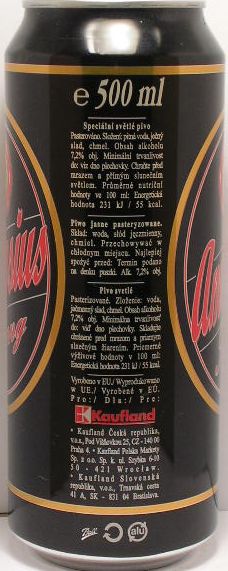 e 500 ml
Speciální světlé pivo
Pasterováno. Složení: pitná voda, ječný
slad, chmel. Obsah alkoholu
7,2% obj. Minimální trvanlivost
do: viz dno plechovky. Chraňte před
mrazem a přímým slunečním
světlem. Průměrné nutriční
hodnoty ve 100 ml: Energetická
hodnota 231 kJ / 55 kcal.
Piwo jasne pasteryzowane.
Skład: woda, słód jęczmienny,
chmiel. Przechowywać w
chłodnym miejscu. Najlepiej
spożyć przed: Termin podano
na denku puszki. Alk. 7,2% obj.
Pivo svetlé
Pasterizované. Zloženie: voda,
jačmenný slad, chmel. Obsah alkoholu
7,2% obj. Minimálna trvanlivosť
do: viď dno plechovky. Skladujte
chránené pred mrazom a priamym
slnečným žiarením. Priemerné
výživové hodnoty v 100 ml:
Energetická hodnota 231 kJ / 55 kcal.
Vyrobeno v EU./ Wyprodukowano
w UE./ Vyrobené v EÚ.
Pro:/ Dla:/ Pre:
Kaufland
• Kaufland Česká republika,
v.o.s., Pod Višňovkou 25, CZ - 140 00
Praha 4. • Kaufland Polska Markety
Sp. z o.o. Sp. k. ul. Szybka 6-10
50 - 421 Wrocław.
• Kaufland Slovenská
republika, v.o.s., Trnavská cesta
41 A, SK - 831 04 Bratislava.
alu